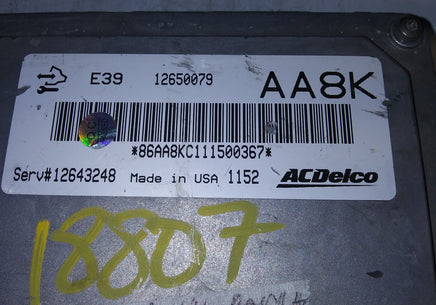 E39 12650079 AA8K
*86AA8KC111500367*
Serv#12643248 Made in USA 1152 ACDelco
18807